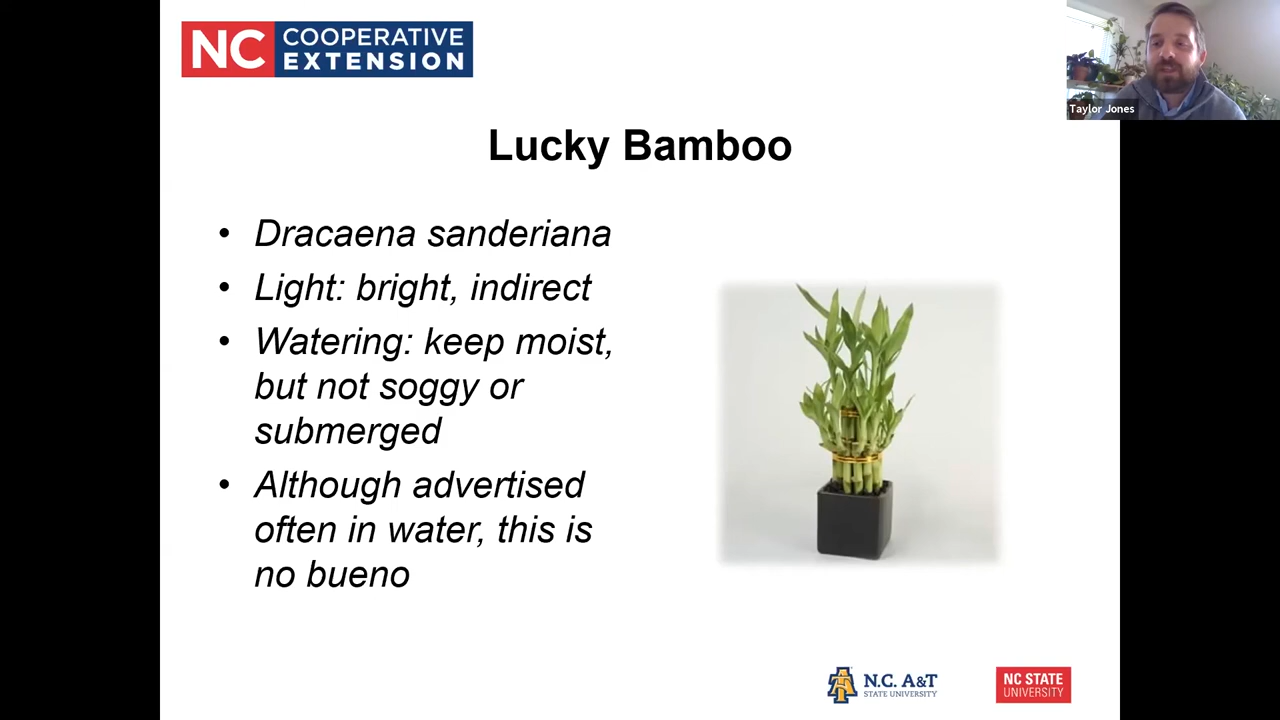 NC COOPERATIVE
EXTENSION
Taylor Jones
Lucky Bamboo
• Dracaena sanderiana
• Light: bright, indirect
• Watering: keep moist,
but not soggy or
submerged
• Although advertised
often in water, this is
no bueno
N.C. A&T
STATE UNIVERSITY
NC STATE
UNIVERSITY